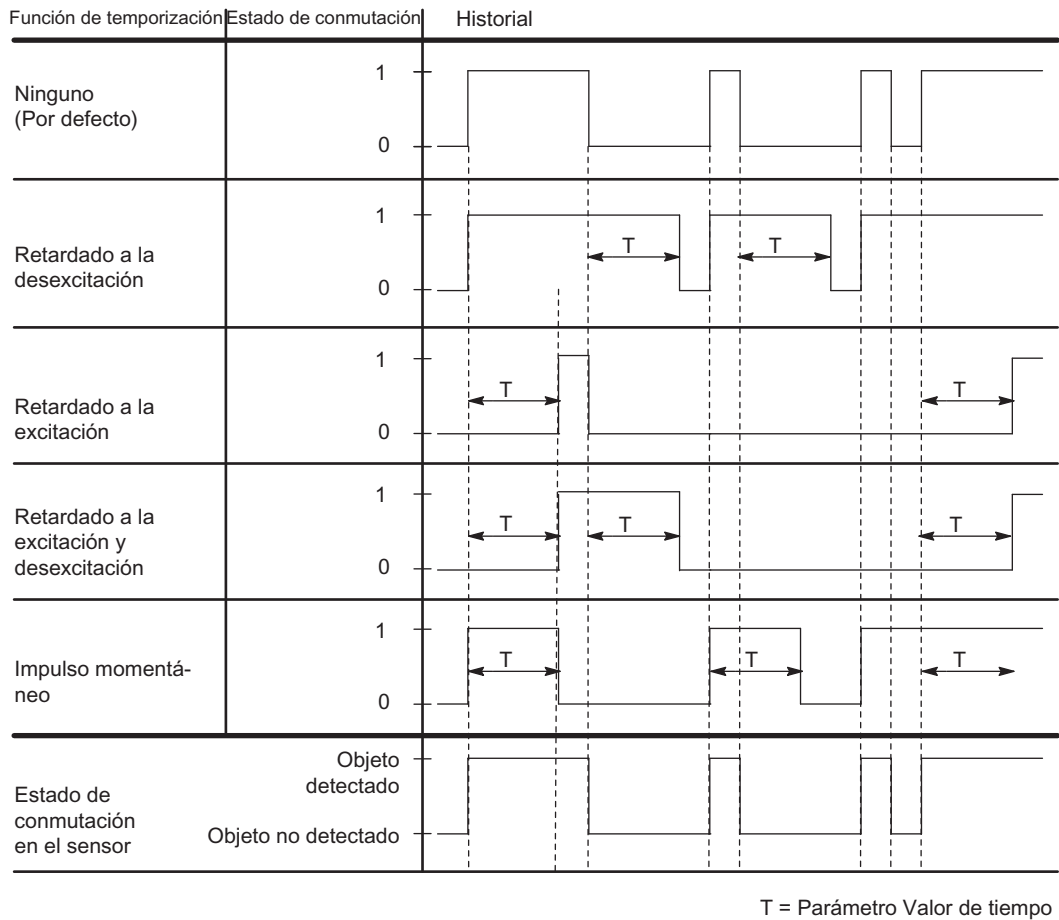 Función de temporización Estado de conmutación Historial
Ninguno
(Por defecto)
1
0
Retardado a la
desexcitación
1
0
T T
Retardado a la
excitación
1
0
T T
Retardado a la
excitación y
desexcitación
1
0
T T T
Impulso momentá-
neo
1
0
T T T
Estado de
conmutación
en el sensor
Objeto
detectado
Objeto no detectado
T = Parámetro Valor de tiempo